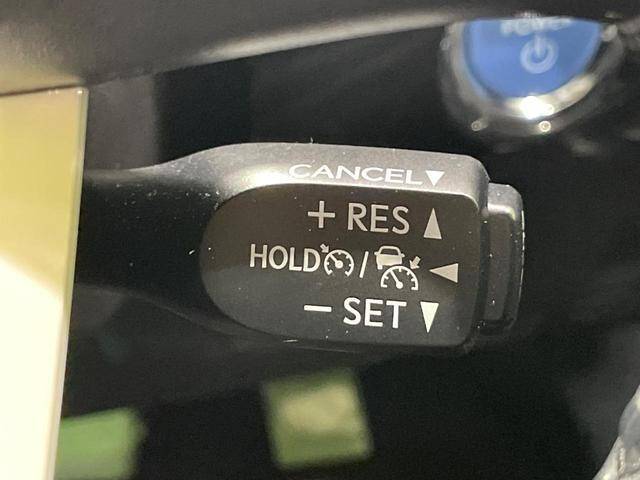 POWER
CANCEL▼
+ RES ▲
HOLD / ◀
− SET ▼